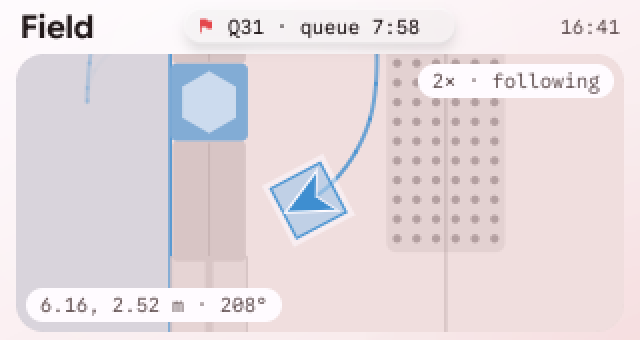 Field
Q31 · queue 7:58
16:41
2× · following
6.16, 2.52 m · 208°